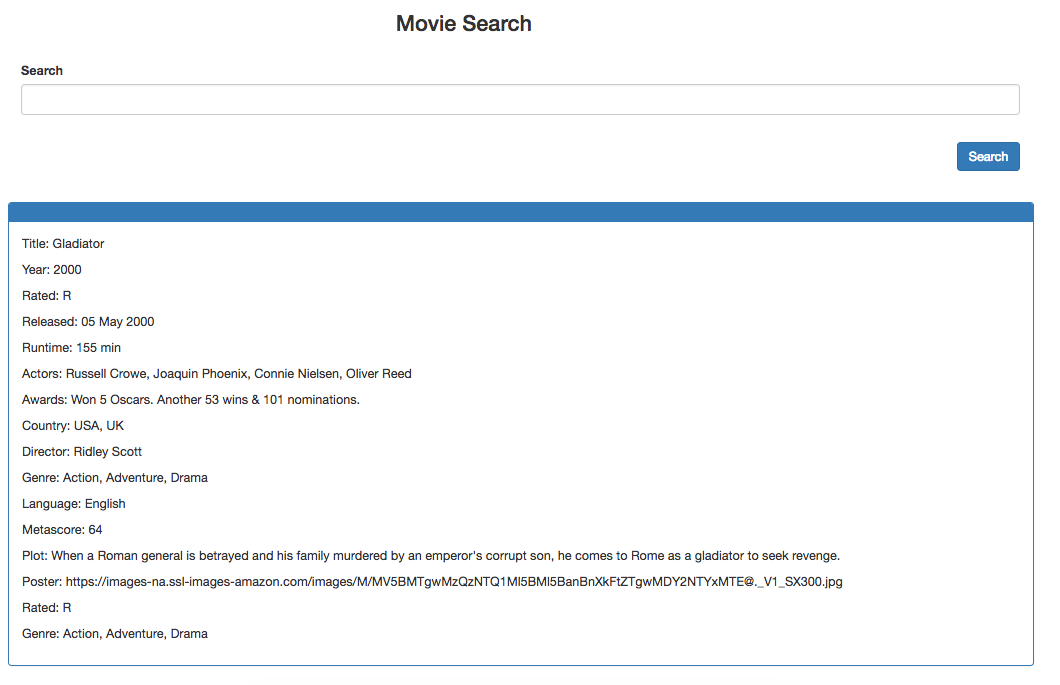 Movie Search
Search
Search
Title: Gladiator
Year: 2000
Rated: R
Released: 05 May 2000
Runtime: 155 min
Actors: Russell Crowe, Joaquin Phoenix, Connie Nielsen, Oliver Reed
Awards: Won 5 Oscars. Another 53 wins & 101 nominations.
Country: USA, UK
Director: Ridley Scott
Genre: Action, Adventure, Drama
Language: English
Metascore: 64
Plot: When a Roman general is betrayed and his family murdered by an emperor's corrupt son, he comes to Rome as a gladiator to seek revenge.
Poster: https://images-na.ssl-images-amazon.com/images/M/MV5BMTgwMzQzNTQ1Ml5BMl5BanBnXkFtZTgwMDY2NTYxMTE@._V1_SX300.jpg
Rated: R
Genre: Action, Adventure, Drama